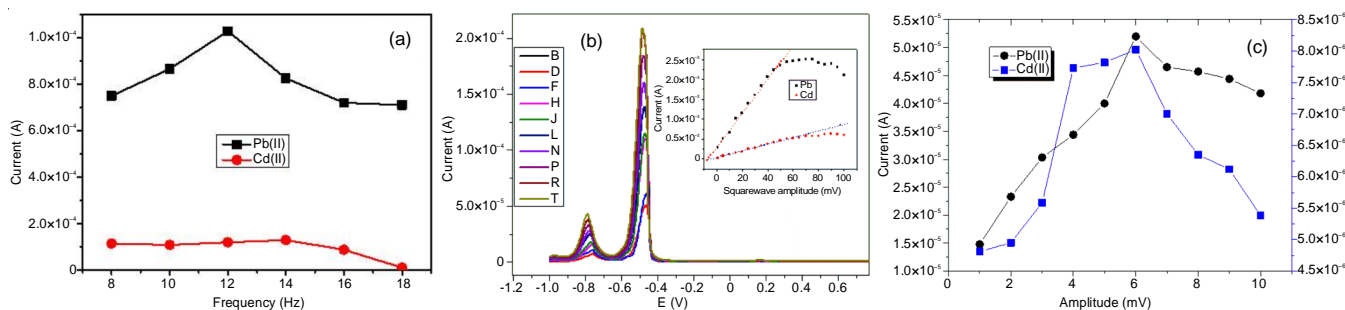 (a)
1.0×10⁻⁴
8.0×10⁻⁴
6.0×10⁻⁴
4.0×10⁻⁴
2.0×10⁻⁴
0
Current (A)
Pb(II)
Cd(II)
8 10 12 14 16 18
Frequency (Hz)
(b)
2.0×10⁻⁴
1.5×10⁻⁴
1.0×10⁻⁴
5.0×10⁻⁵
0
Current (A)
B
D
F
H
J
L
N
P
R
T
-1.2 -1.0 -0.8 -0.6 -0.4 -0.2 0 0.2 0.4 0.6
E (V)
Current (A)
Pb
Cd
0 20 40 60 80 100
Squarewave amplitude (mV)
(c)
5.5×10⁻⁵
5.0×10⁻⁵
4.5×10⁻⁵
4.0×10⁻⁵
3.5×10⁻⁵
3.0×10⁻⁵
2.5×10⁻⁵
2.0×10⁻⁵
1.5×10⁻⁵
1.0×10⁻⁵
Current (A)
Pb(II)
Cd(II)
0 2 4 6 8 10
Amplitude (mV)